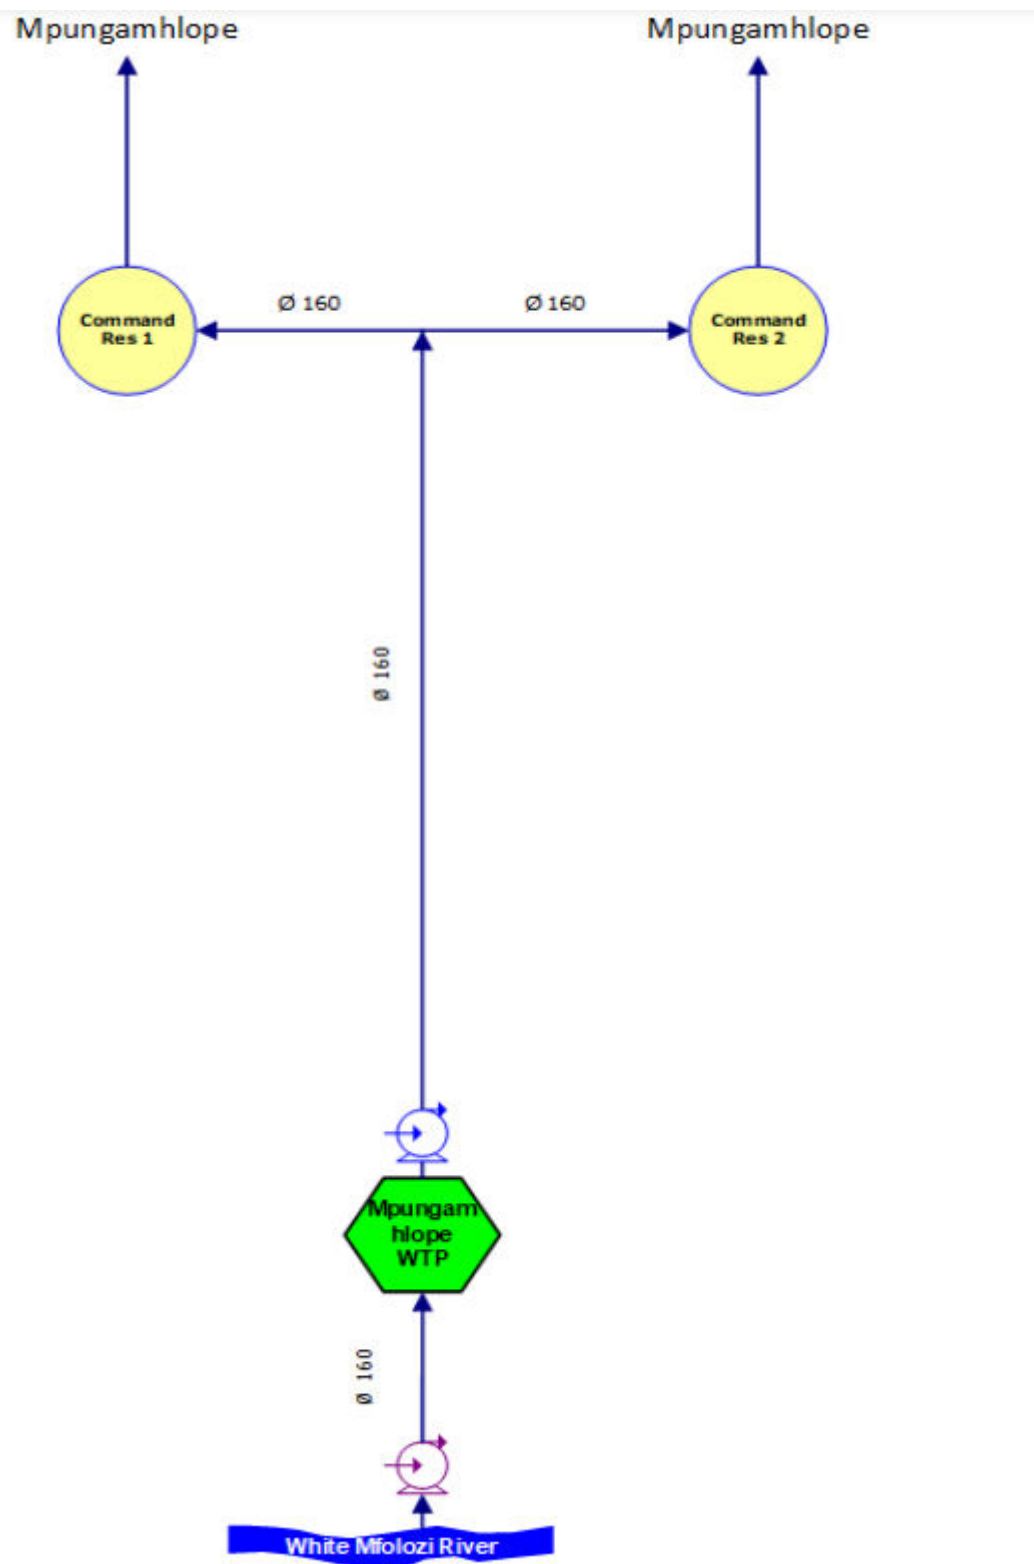 Mpungamhlope
Mpungamhlope
Ø 160
Ø 160
Command
Res 1
Command
Res 2
Ø 160
Mpungam
hlope
WTP
Ø 160
White Mfolozi River